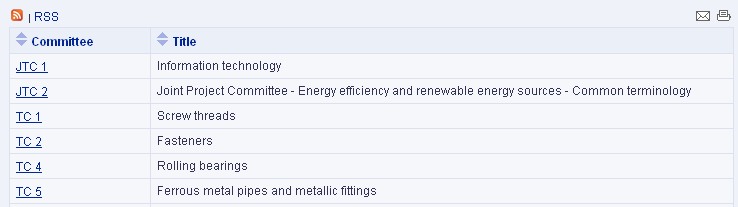 | RSS
Committee Title
JTC 1 Information technology
JTC 2 Joint Project Committee - Energy efficiency and renewable energy sources - Common terminology
TC 1 Screw threads
TC 2 Fasteners
TC 4 Rolling bearings
TC 5 Ferrous metal pipes and metallic fittings